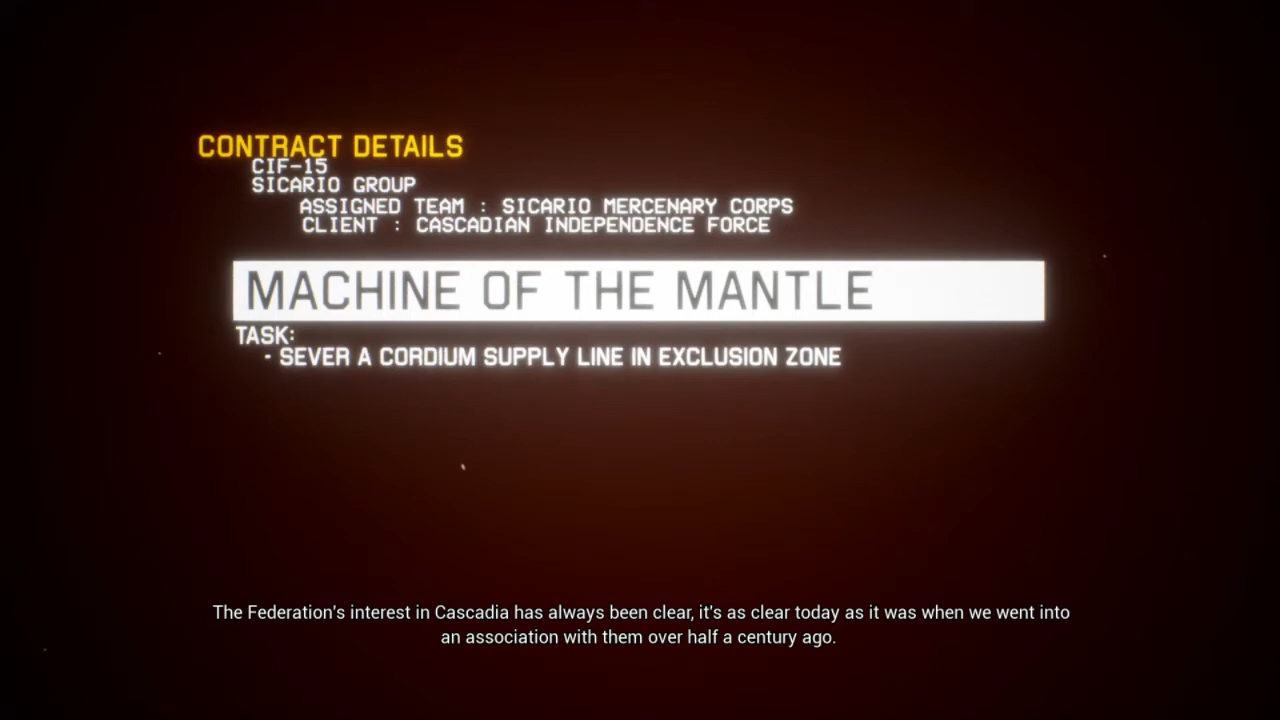 CONTRACT DETAILS
CIF-15
SICARIO GROUP
ASSIGNED TEAM : SICARIO MERCENARY CORPS
CLIENT : CASCADIAN INDEPENDENCE FORCE
MACHINE OF THE MANTLE
TASK:
- SEVER A CORDIUM SUPPLY LINE IN EXCLUSION ZONE
The Federation's interest in Cascadia has always been clear, it's as clear today as it was when we went into
an association with them over half a century ago.